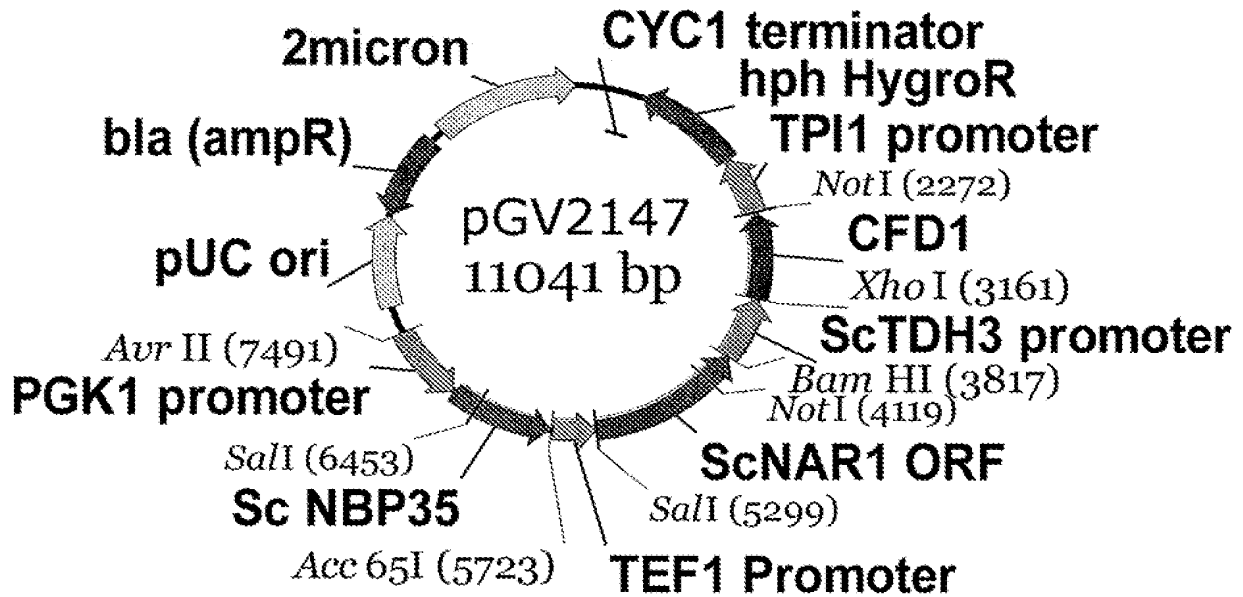 CYC1 terminator
2micron
hph HygroR
bla (ampR)
TPI1 promoter
NotI (2272)
pGV2147
11041 bp
CFD1
pUC ori
XhoI (3161)
ScTDH3 promoter
Avr II (7491)
Bam HI (3817)
PGK1 promoter
NotI (4119)
SalI (6453)
ScNAR1 ORF
Sc NBP35
SalI (5299)
Acc 65I (5723)
TEF1 Promoter